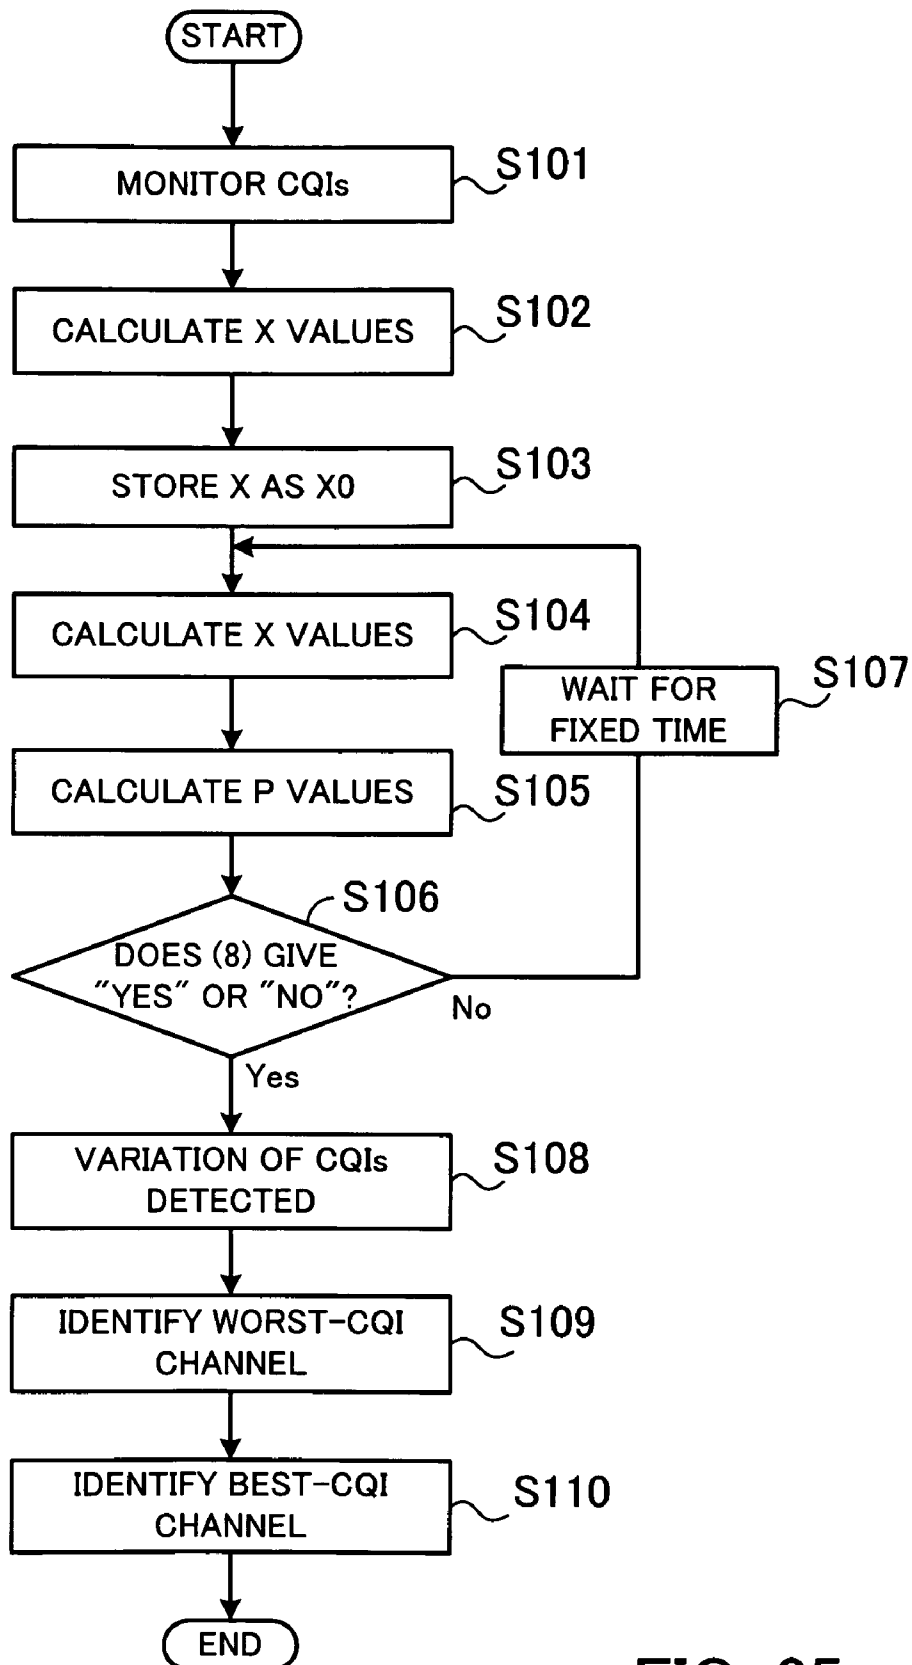 START
MONITOR CQIs
S101
CALCULATE X VALUES
S102
STORE X AS X0
S103
CALCULATE X VALUES
S104
WAIT FOR
FIXED TIME
S107
CALCULATE P VALUES
S105
S106
DOES (8) GIVE
"YES" OR "NO"?
No
Yes
VARIATION OF CQIs
DETECTED
S108
IDENTIFY WORST-CQI
CHANNEL
S109
IDENTIFY BEST-CQI
CHANNEL
S110
END